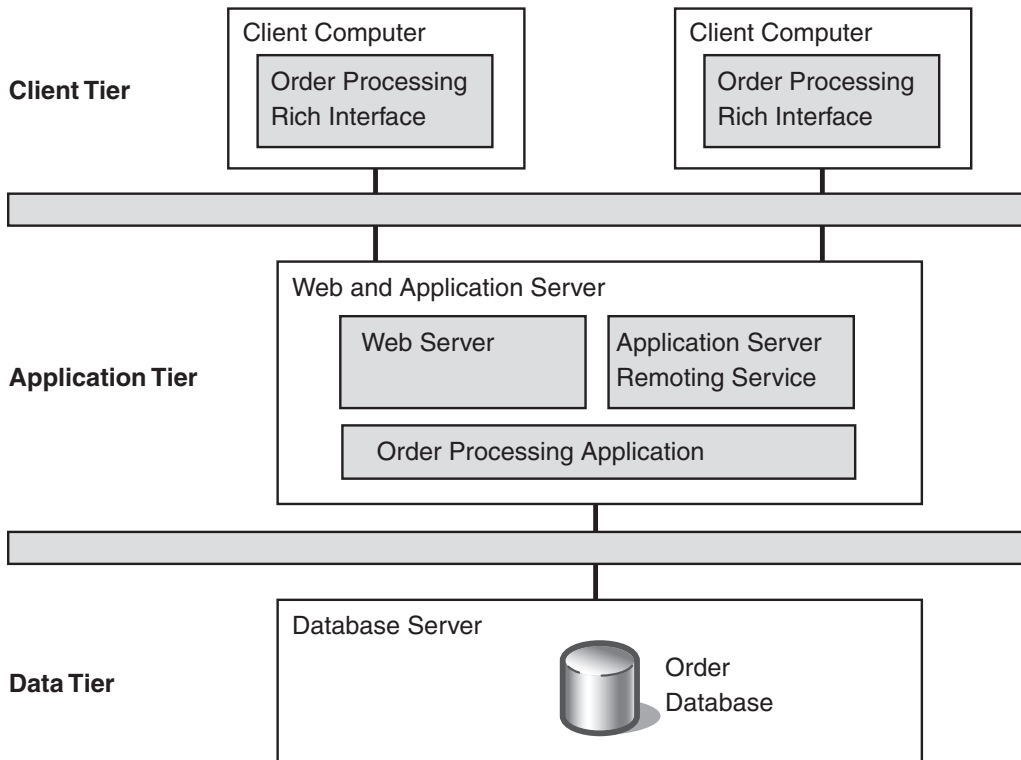 Client Computer
Order Processing
Rich Interface
Client Computer
Order Processing
Rich Interface
Client Tier
Web and Application Server
Web Server
Application Server
Remoting Service
Application Tier
Order Processing Application
Database Server
Order
Database
Data Tier